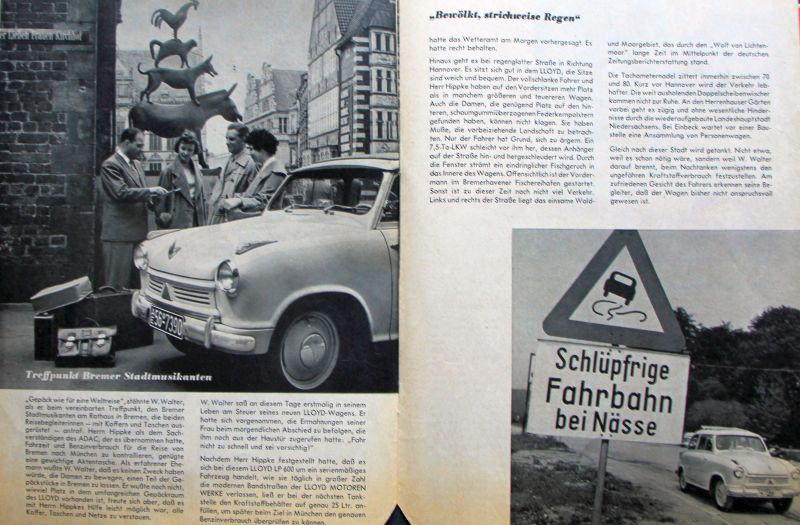 er Lieben Frauen Kirchhof
56-7390
Treffpunkt Bremer Stadtmusikanten
„Gepäck wie für eine Weltreise", stöhnte W. Walter,
als er beim vereinbarten Treffpunkt, den Bremer
Stadtmusikanten am Rathaus in Bremen, die beiden
Reisebegleiterinnen — mit Koffern und Taschen aus-
gerüstet — antraf. Herrn Hippke als dem Sach-
verständigen des ADAC, der es übernommen hatte,
Fahrzeit und Benzinverbrauch für die Reise von
Bremen nach München zu kontrollieren, genügte
eine gewichtige Aktentasche. Als erfahrener Ehe-
mann wußte W. Walter, daß es keinen Zweck haben
würde, die Damen zu bewegen, einen Teil der Ge-
päckstücke in Bremen zu lassen. Er wußte noch nicht,
wieviel Platz in dem umfangreichen Gepäckraum
des LLOYD vorhanden ist, freute sich aber, daß es
mit Herrn Hippkes Hilfe leicht möglich war, alle
Koffer, Taschen und Netze zu verstauen.
W. Walter saß an diesem Tage erstmalig in seinem
Leben am Steuer seines neuen LLOYD-Wagens. Er
hatte sich vorgenommen, die Ermahnungen seiner
Frau beim morgendlichen Abschied zu befolgen, die
ihm noch aus der Haustür zugerufen hatte: „Fahr
nicht zu schnell und sei vorsichtig!"
Nachdem Herr Hippke festgestellt hatte, daß es
sich bei diesem LLOYD LP 600 um ein serienmäßiges
Fahrzeug handelt, wie sie täglich in großer Zahl
die modernen Bandstraßen der LLOYD MOTOREN
WERKE verlassen, ließ er bei der nächsten Tank-
stelle den Kraftstoffbehälter auf genau 25 Ltr. an-
füllen, um später beim Ziel in München den genauen
Benzinverbrauch überprüfen zu können.
„Bewölkt, strichweise Regen"
hatte das Wetteramt am Morgen vorhergesagt. Es
hatte recht behalten.
Hinaus geht es bei regenglatter Straße in Richtung
Hannover. Es sitzt sich gut in dem LLOYD, die Sitze
sind weich und bequem. Der vollschlanke Fahrer und
Herr Hippke haben auf den Vordersitzen mehr Platz
als in manchem größeren und teuereren Wagen.
Auch die Damen, die genügend Platz auf den hin-
teren, schaumgummiüberzogenen Federkernpolstern
gefunden haben, können nicht klagen. Sie haben
Muße, die vorbeiziehende Landschaft zu betrach-
ten. Nur der Fahrer hat Grund, sich zu ärgern. Ein
7,5-To-LKW schleicht vor ihm her, dessen Anhänger
auf der Straße hin- und hergeschleudert wird. Durch
die Fenster strömt ein eindringlicher Fischgeruch in
das Innere des Wagens. Offensichtlich ist der Vorder-
mann im Bremerhavener Fischereihafen gestartet.
Sonst ist zu dieser Zeit noch nicht viel Verkehr.
Links und rechts der Straße liegt das einsame Wald-
und Moorgebiet, das durch den „Wolf von Lichten-
moor" lange Zeit im Mittelpunkt der deutschen
Zeitungsberichterstattung stand.
Die Tachometernadel zittert immerhin zwischen 70
und 80. Kurz vor Hannover wird der Verkehr leb-
hafter. Die weit ausholenden Doppelscheibenwischer
kommen nicht zur Ruhe. An den Herrenhauser Gärten
vorbei geht es zügig und ohne wesentliche Hinder-
nisse durch die wiederaufgebaute Landeshauptstadt
Niedersachsens. Bei Einbeck wartet vor einer Bau-
stelle eine Ansammlung von Personenwagen.
Gleich nach dieser Stadt wird getankt. Nicht etwa,
weil es schon nötig wäre, sondern weil W. Walter
darauf brennt, beim Nachtanken wenigstens den
ungefähren Kraftstoffverbrauch festzustellen. Am
zufriedenen Gesicht des Fahrers erkennen seine Be-
gleiter, daß der Wagen bisher nicht anspruchsvoll
gewesen ist.
Schlüpfrige
Fahrbahn
bei Nässe